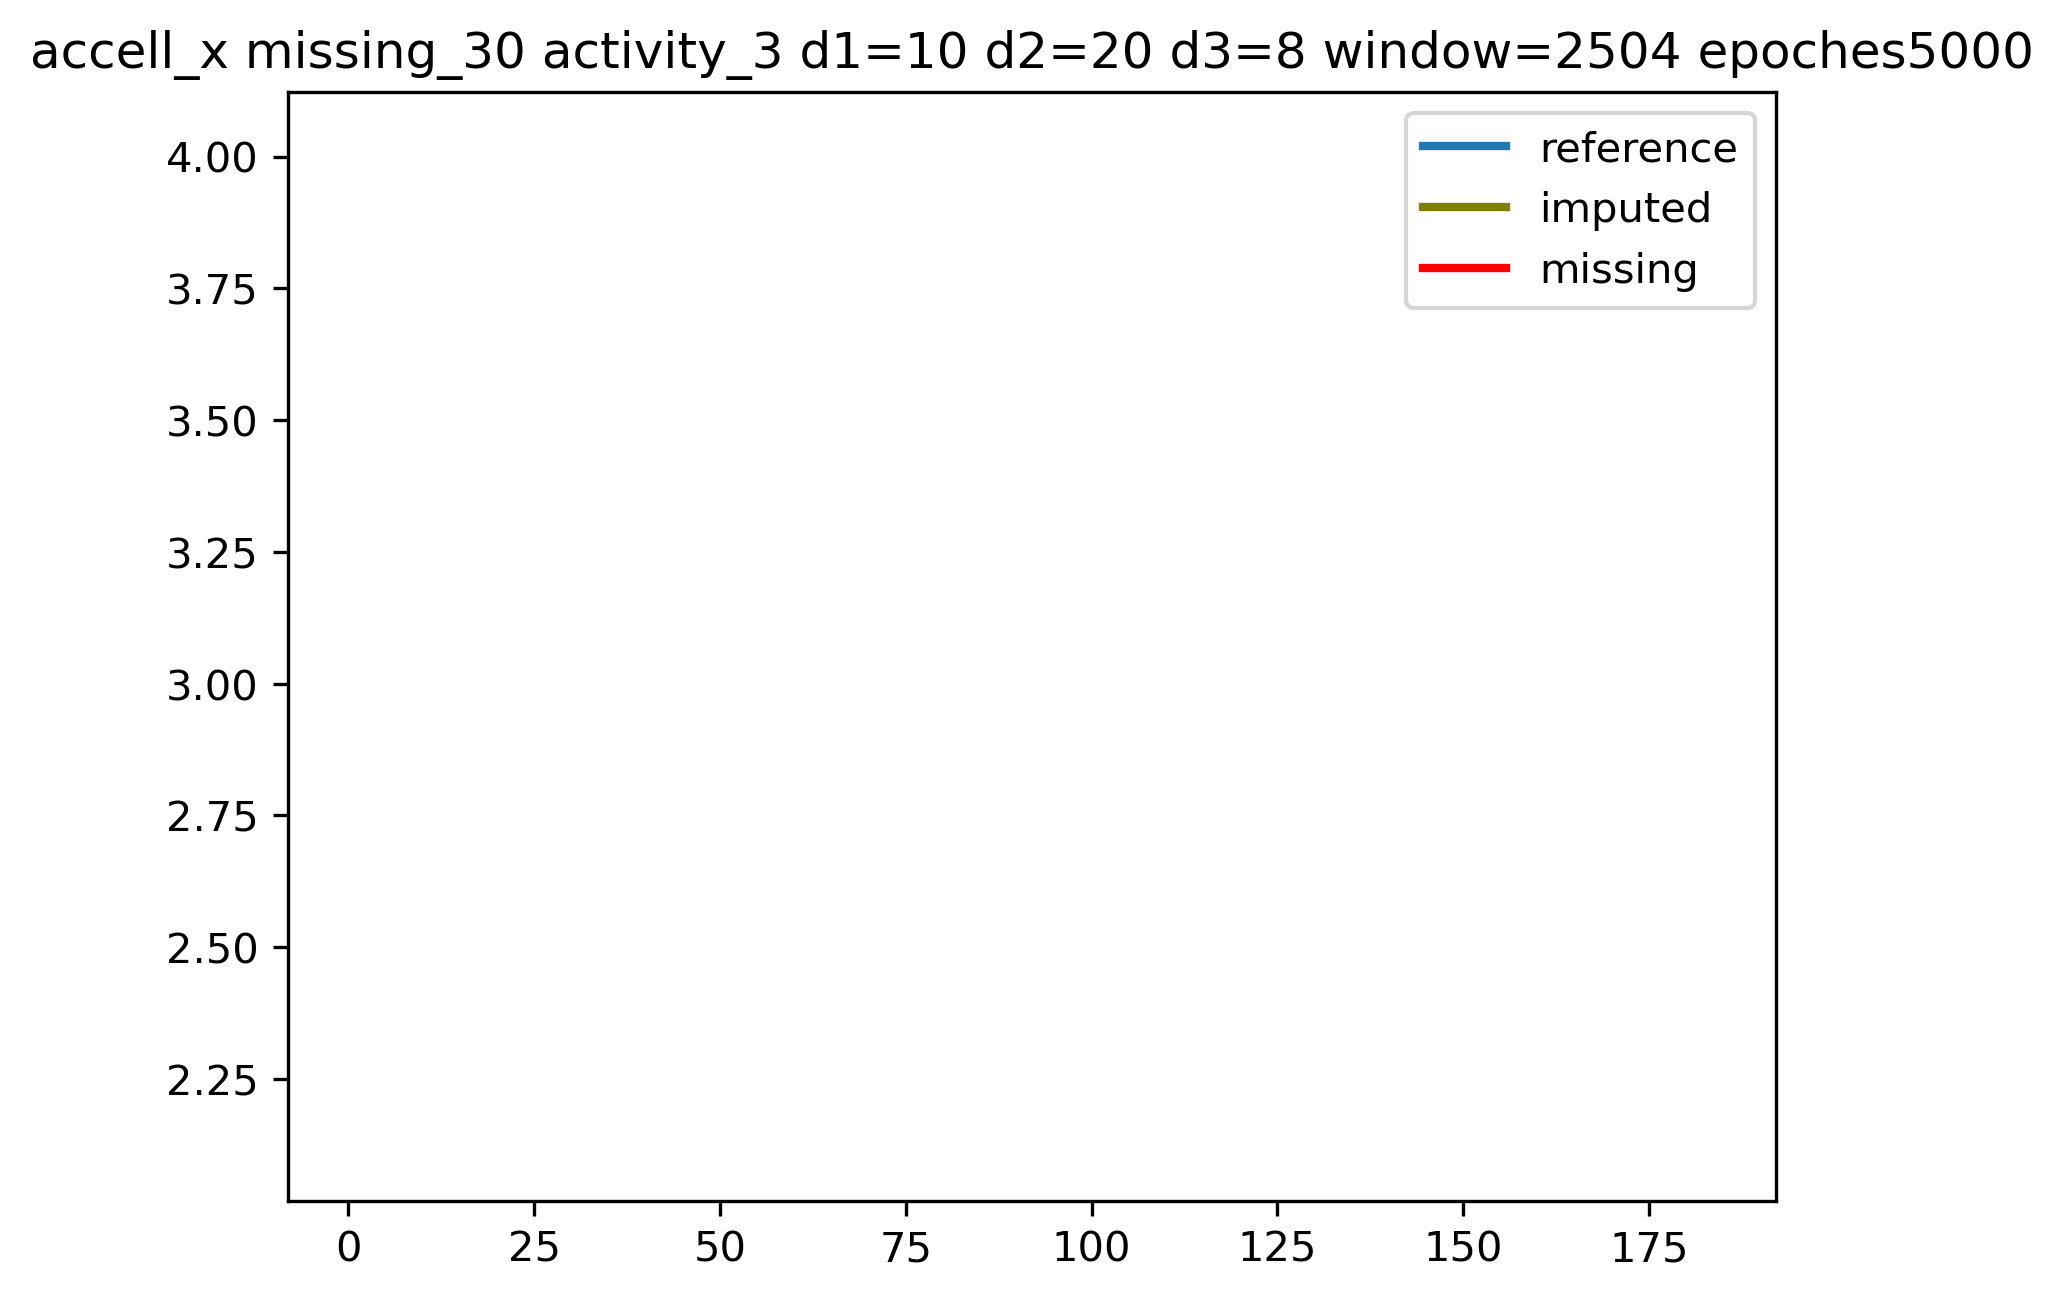 accell_x missing_30 activity_3 d1=10 d2=20 d3=8 window=2504 epoches5000
reference
imputed
missing
4.00
3.75
3.50
3.25
3.00
2.75
2.50
2.25
0 25 50 75 100 125 150 175